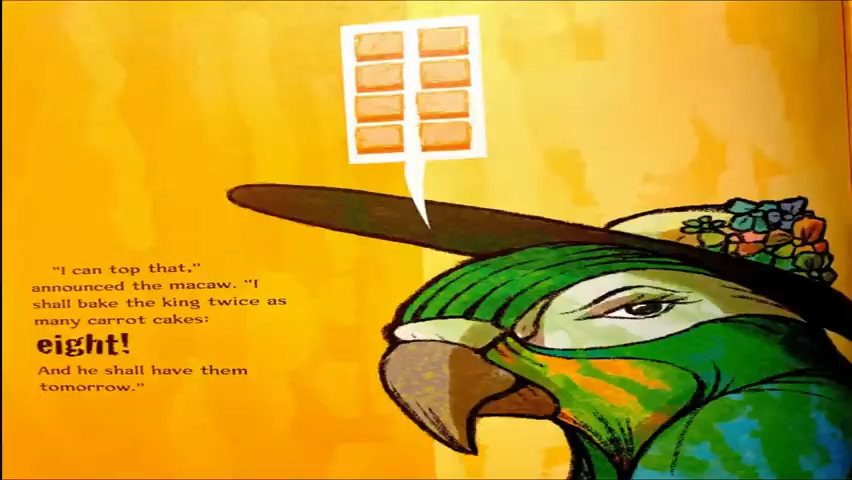 "I can top that,"
announced the macaw. "I
shall bake the king twice as
many carrot cakes:
eight!
And he shall have them
tomorrow."